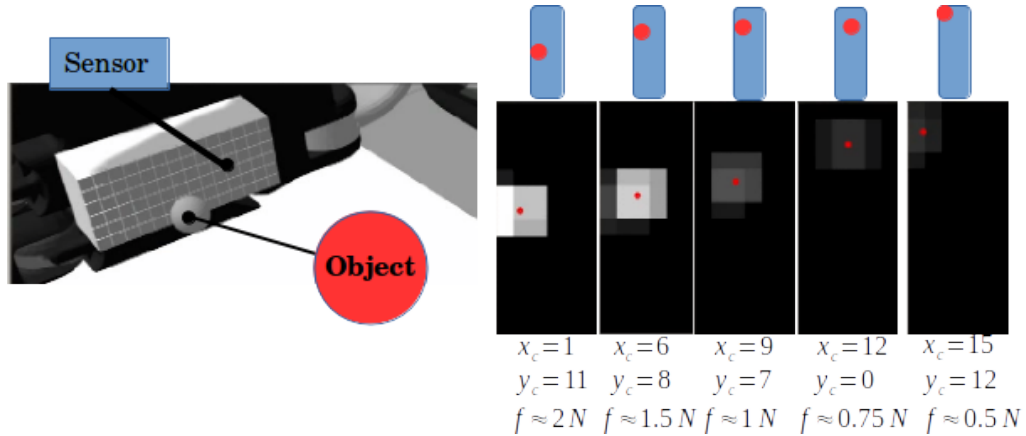 Sensor
Object
x_c=1 x_c=6 x_c=9 x_c=12 x_c=15
y_c=11 y_c=8 y_c=7 y_c=0 y_c=12
f≈2 N f≈1.5 N f≈1 N f≈0.75 N f≈0.5 N